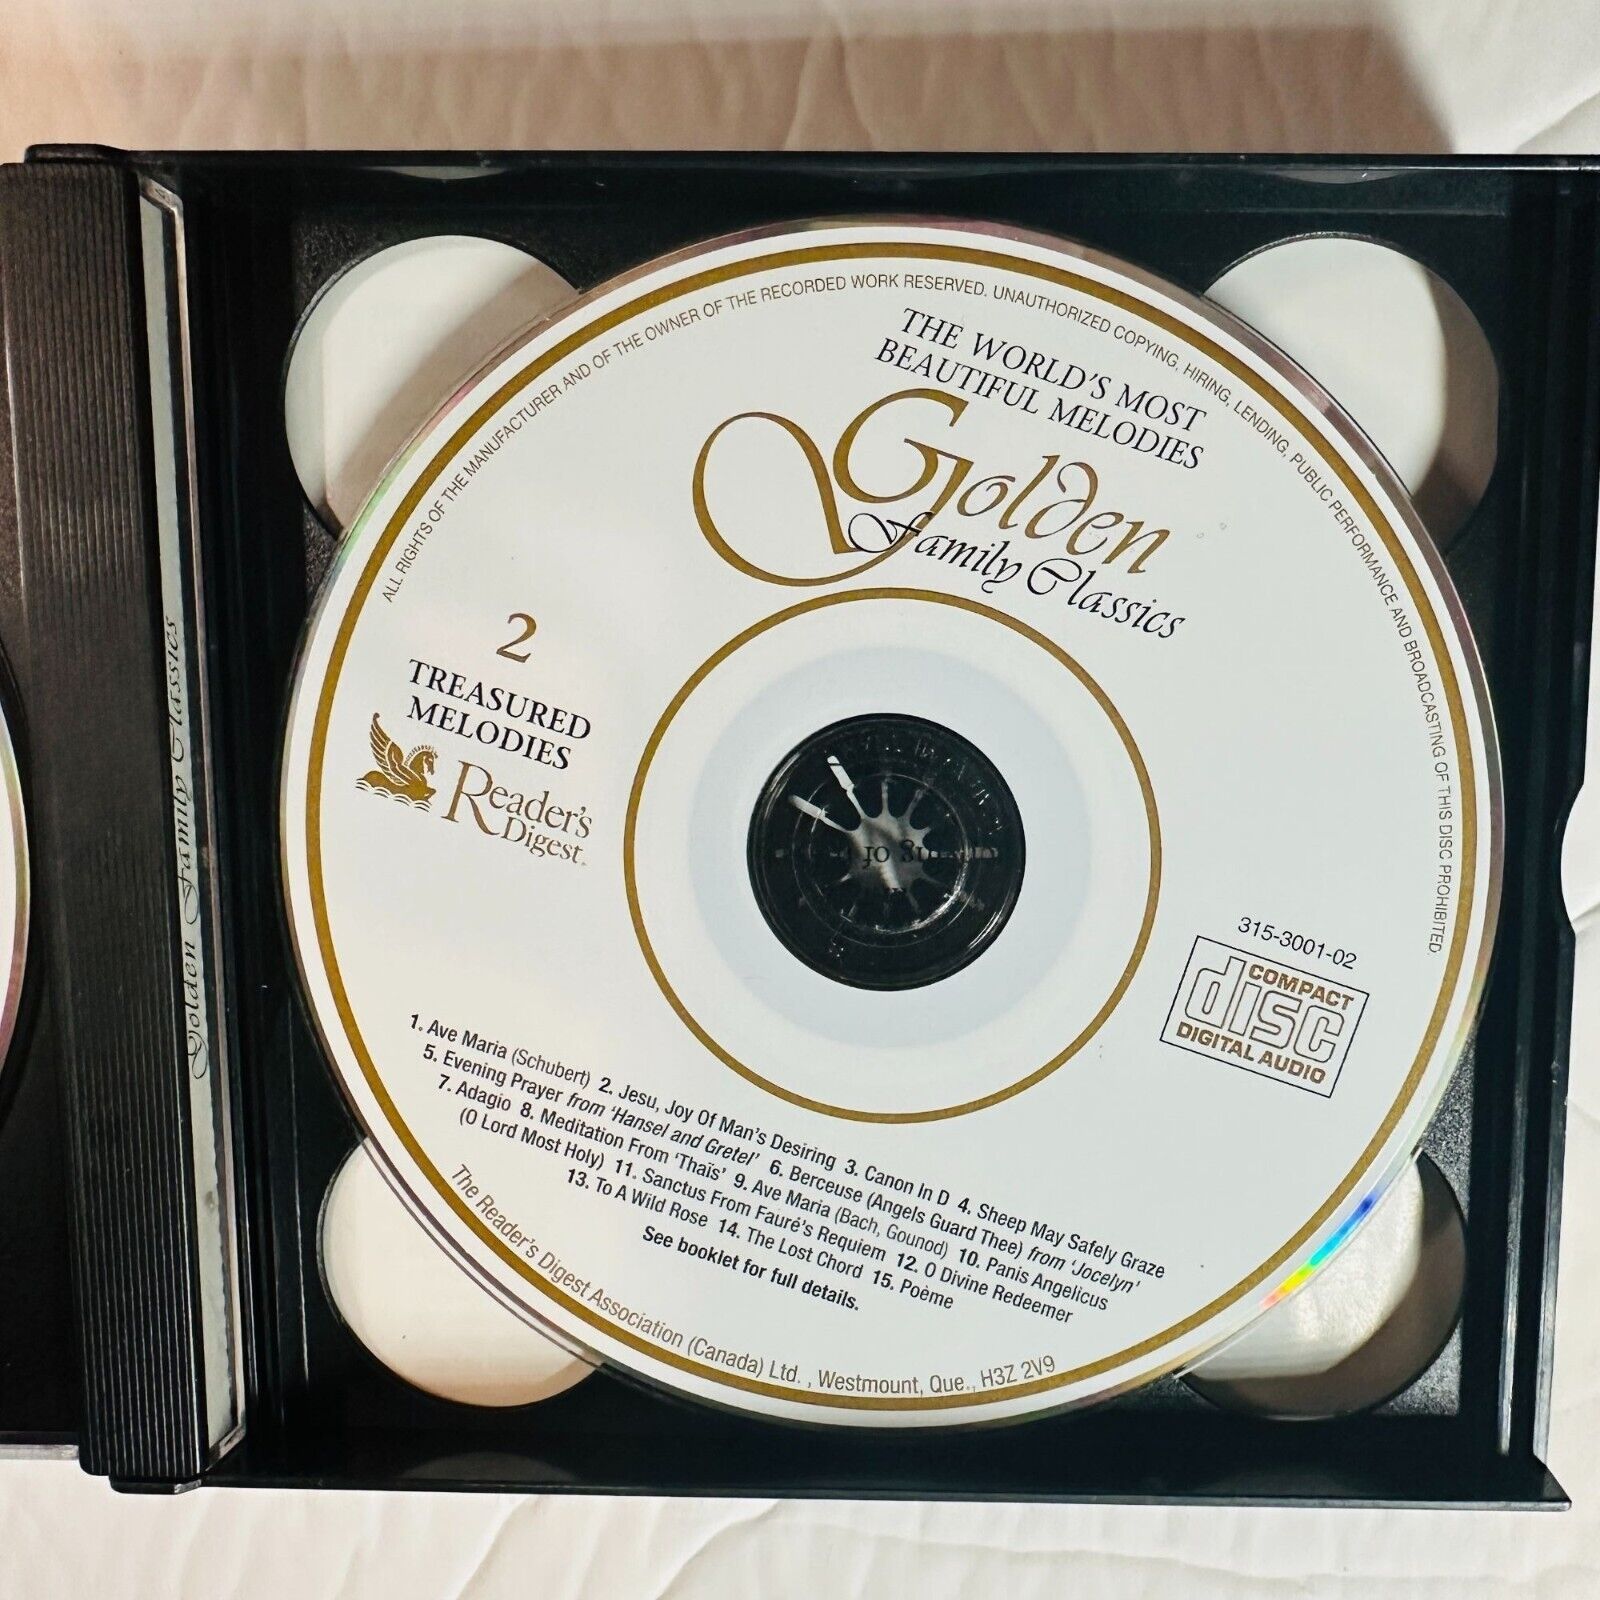 ALL RIGHTS OF THE MANUFACTURER AND OF THE OWNER OF THE RECORDED WORK RESERVED. UNAUTHORIZED COPYING, HIRING, LENDING, PUBLIC PERFORMANCE AND BROADCASTING OF THIS DISC PROHIBITED.
THE WORLD'S MOST
BEAUTIFUL MELODIES
Golden
Family Classics
2
TREASURED
MELODIES
Reader's
Digest
315-3001-02
COMPACT
disc
DIGITAL AUDIO
1. Ave Maria (Schubert) 2. Jesu, Joy Of Man's Desiring 3. Canon In D 4. Sheep May Safely Graze
5. Evening Prayer from 'Hansel and Gretel' 6. Berceuse (Angels Guard Thee) from 'Jocelyn'
7. Adagio 8. Meditation From 'Thaïs' 9. Ave Maria (Bach, Gounod) 10. Panis Angelicus
(O Lord Most Holy) 11. Sanctus From Fauré's Requiem 12. O Divine Redeemer
13. To A Wild Rose 14. The Lost Chord 15. Poème
See booklet for full details.
The Reader's Digest Association (Canada) Ltd. , Westmount, Que., H3Z 2V9
Golden Family Classics